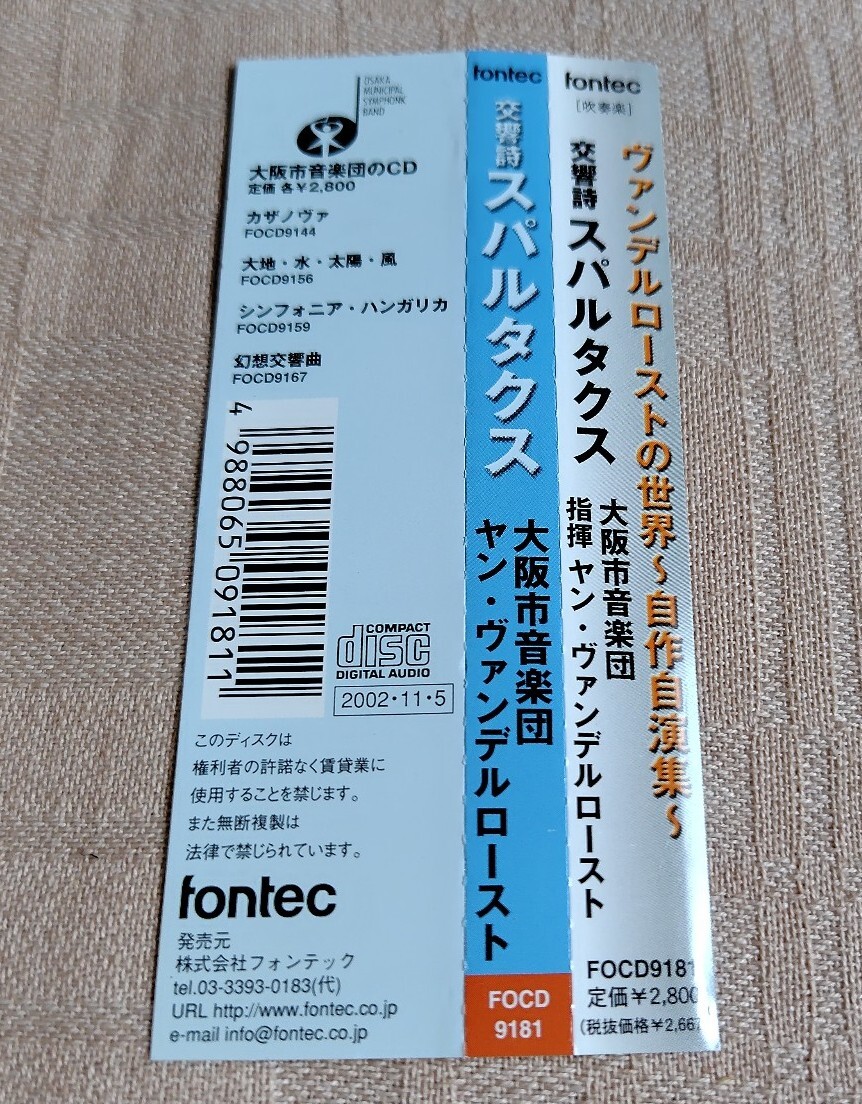 OSAKA
MUNICIPAL
SYMPHONIC
BAND
大阪市音楽団のCD
定価 各¥2,800
カザノヴァ
FOCD9144
大地・水・太陽・風
FOCD9156
シンフォニア・ハンガリカ
FOCD9159
幻想交響曲
FOCD9167
4 988065 091811
COMPACT
disc
DIGITAL AUDIO
2002・11・5
このディスクは
権利者の許諾なく賃貸業に
使用することを禁じます。
また無断複製は
法律で禁じられています。
fontec
発売元
株式会社フォンテック
tel.03-3393-0183(代)
URL http://www.fontec.co.jp
e-mail info@fontec.co.jp
fontec
交響詩 スパルタクス
大阪市音楽団
ヤン・ヴァンデルロースト
FOCD
9181
fontec
[吹奏楽]
ヴァンデルローストの世界〜自作自演集〜
交響詩 スパルタクス
大阪市音楽団
指揮 ヤン・ヴァンデルロースト
FOCD9181
定価¥2,800
(税抜価格¥2,667